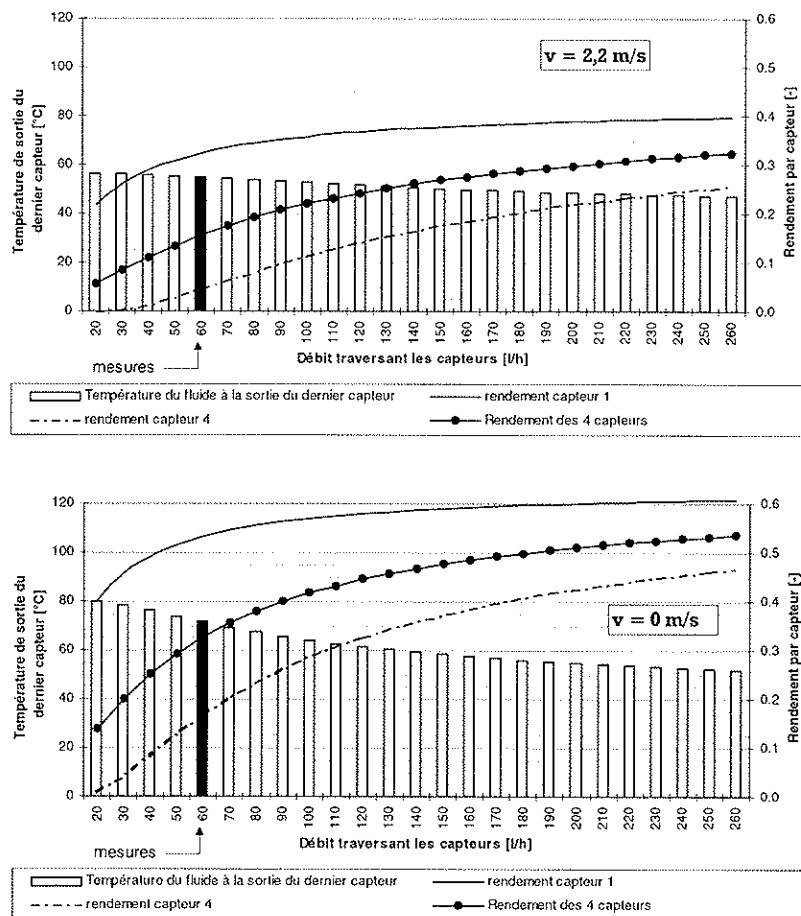 Température de sortie du
dernier capteur [°C]
120
100
80
60
40
20
0
v = 2,2 m/s
0.6
0.5
0.4
0.3
0.2
0.1
0.0
Rendement par capteur [-]
20 30 40 50 60 70 80 90 100 110 120 130 140 150 160 170 180 190 200 210 220 230 240 250 260
mesures
Débit traversant les capteurs [l/h]
Température du fluide à la sortie du dernier capteur
rendement capteur 1
rendement capteur 4
Rendement des 4 capteurs
Température de sortie du
dernier capteur [°C]
120
100
80
60
40
20
0
v = 0 m/s
0.6
0.5
0.4
0.3
0.2
0.1
0.0
Rendement par capteur [-]
20 30 40 50 60 70 80 90 100 110 120 130 140 150 160 170 180 190 200 210 220 230 240 250 260
mesures
Débit traversant les capteurs [l/h]
Température du fluide à la sortie du dernier capteur
rendement capteur 1
rendement capteur 4
Rendement des 4 capteurs